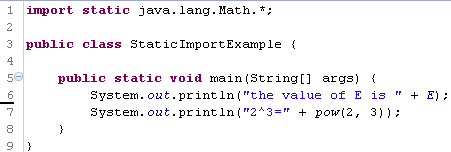 1 import static java.lang.Math.*;
2
3 public class StaticImportExample {
4
5     public static void main(String[] args) {
6         System.out.println("the value of E is " + E);
7         System.out.println("2^3=" + pow(2, 3));
8     }
9 }